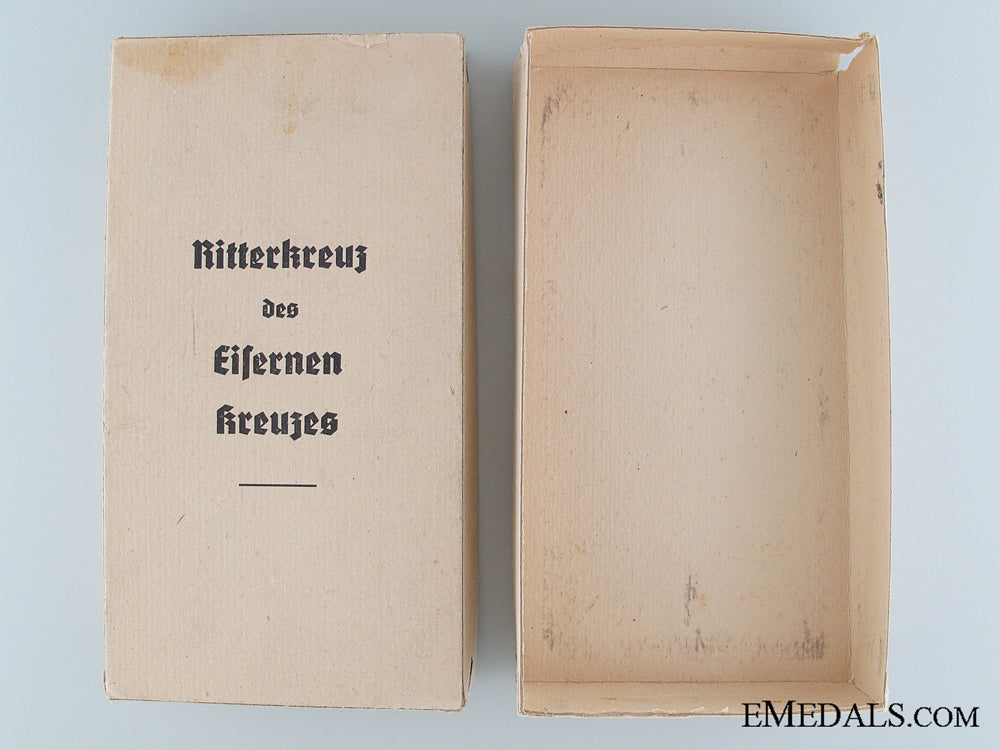 Ritterkreuz
des
Eiſernen
Kreuzes
EMEDALS.COM